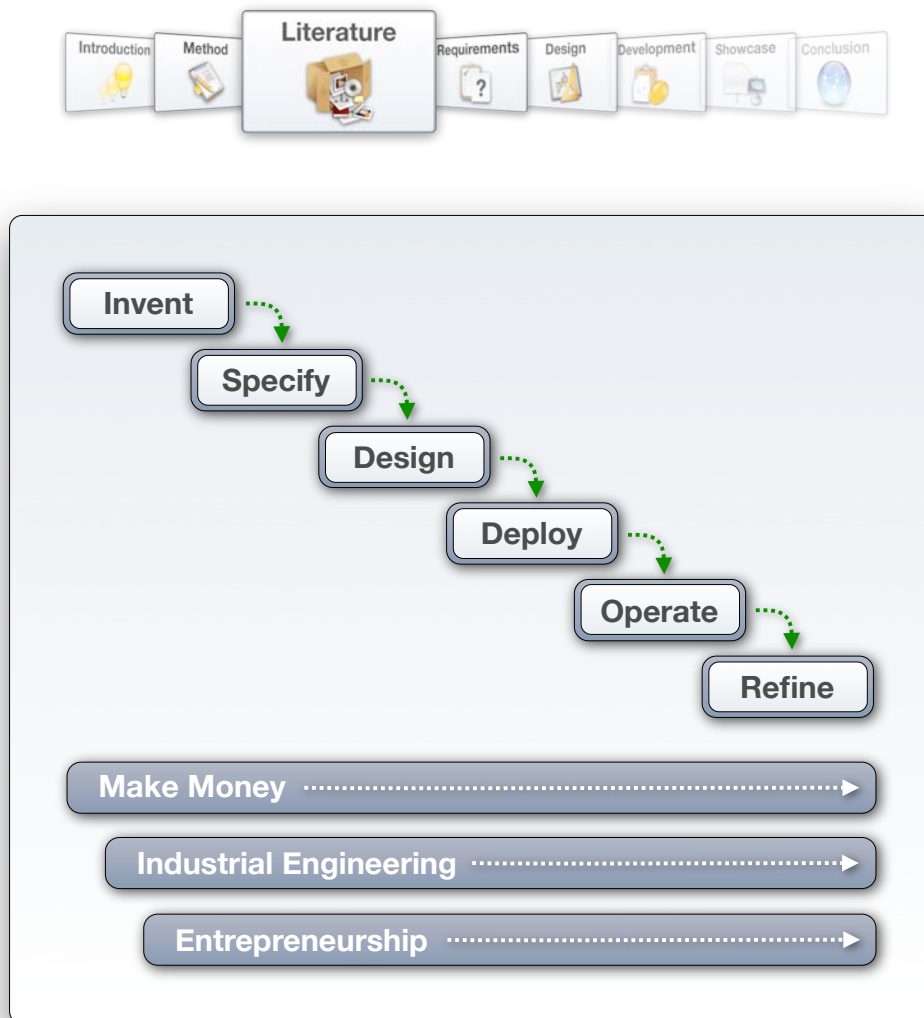 Introduction
Method
Literature
Requirements
?
Design
Development
Showcase
Conclusion
Invent
Specify
Design
Deploy
Operate
Refine
Make Money
Industrial Engineering
Entrepreneurship